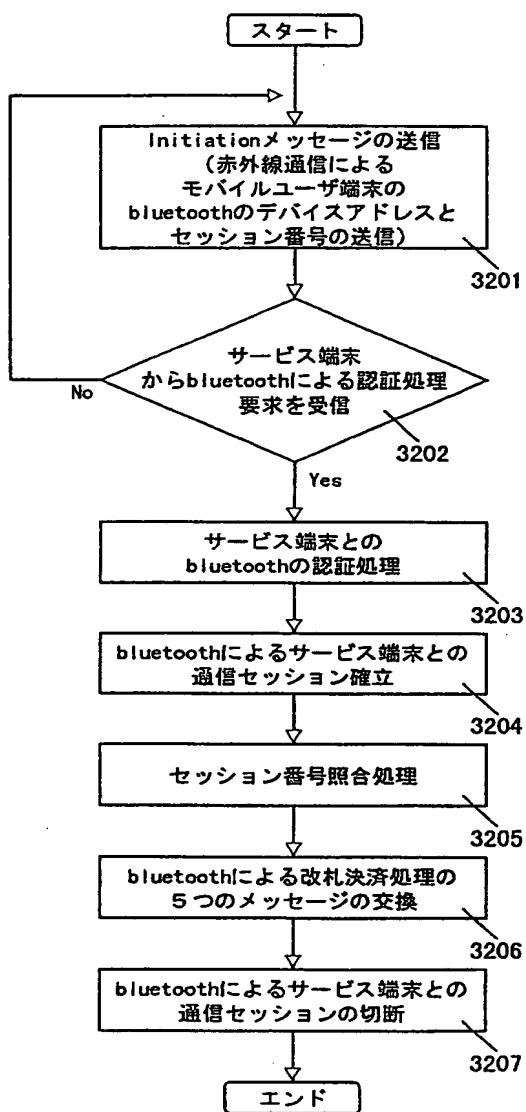 スタート
Initiationメッセージの送信
(赤外線通信による
モバイルユーザ端末の
bluetoothのデバイスアドレスと
セッション番号の送信)
3201
サービス端末
からbluetoothによる認証処理
要求を受信
No
3202
Yes
サービス端末との
bluetoothの認証処理
3203
bluetoothによるサービス端末との
通信セッション確立
3204
セッション番号照合処理
3205
bluetoothによる改札決済処理の
5つのメッセージの交換
3206
bluetoothによるサービス端末との
通信セッションの切断
3207
エンド